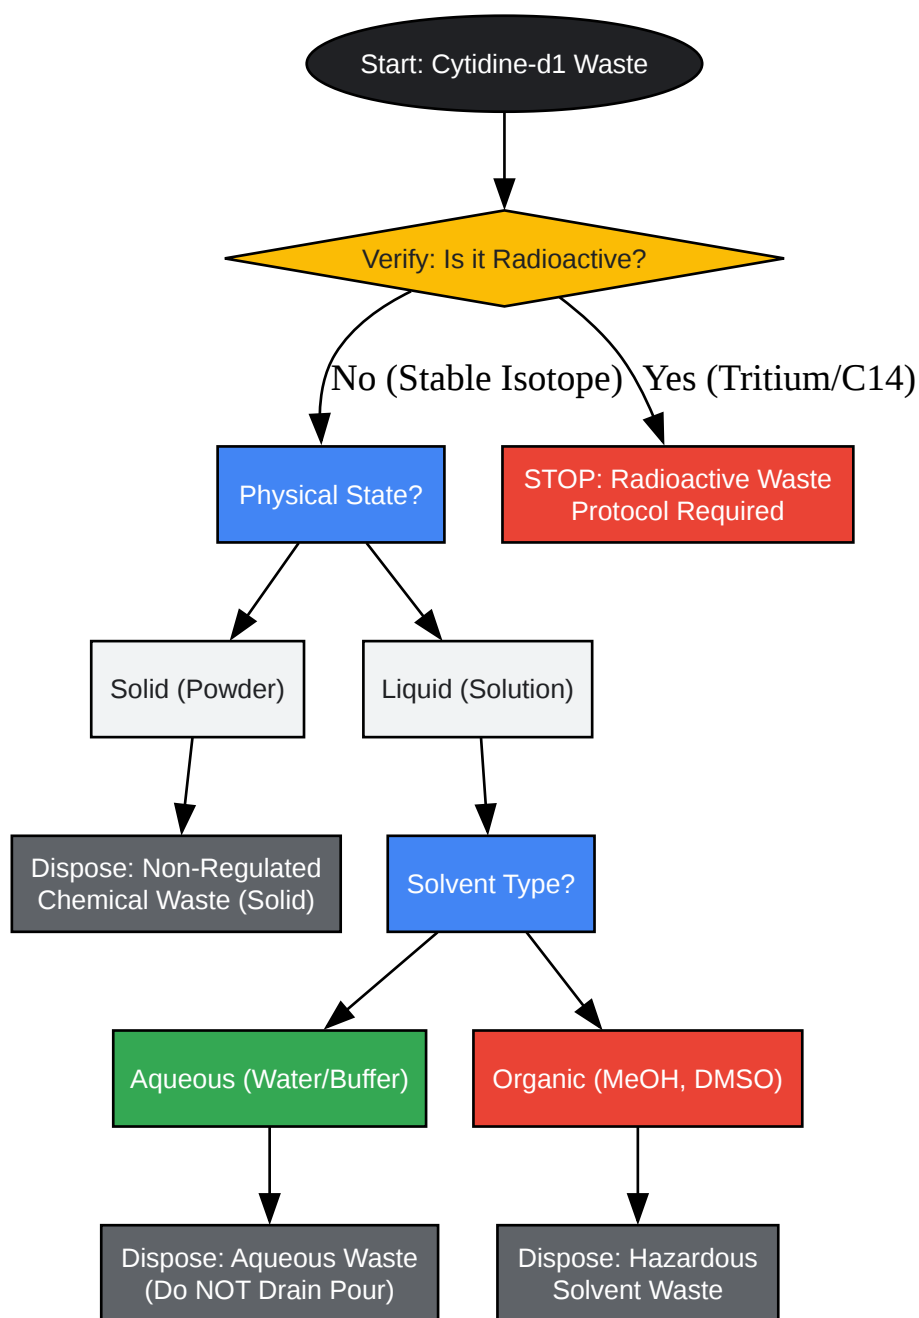 Start: Cytidine-d1 Waste
Verify: Is it Radioactive?
No (Stable Isotope)
Yes (Tritium/C14)
Physical State?
STOP: Radioactive Waste
Protocol Required
Solid (Powder)
Liquid (Solution)
Dispose: Non-Regulated
Chemical Waste (Solid)
Solvent Type?
Aqueous (Water/Buffer)
Organic (MeOH, DMSO)
Dispose: Aqueous Waste
(Do NOT Drain Pour)
Dispose: Hazardous
Solvent Waste